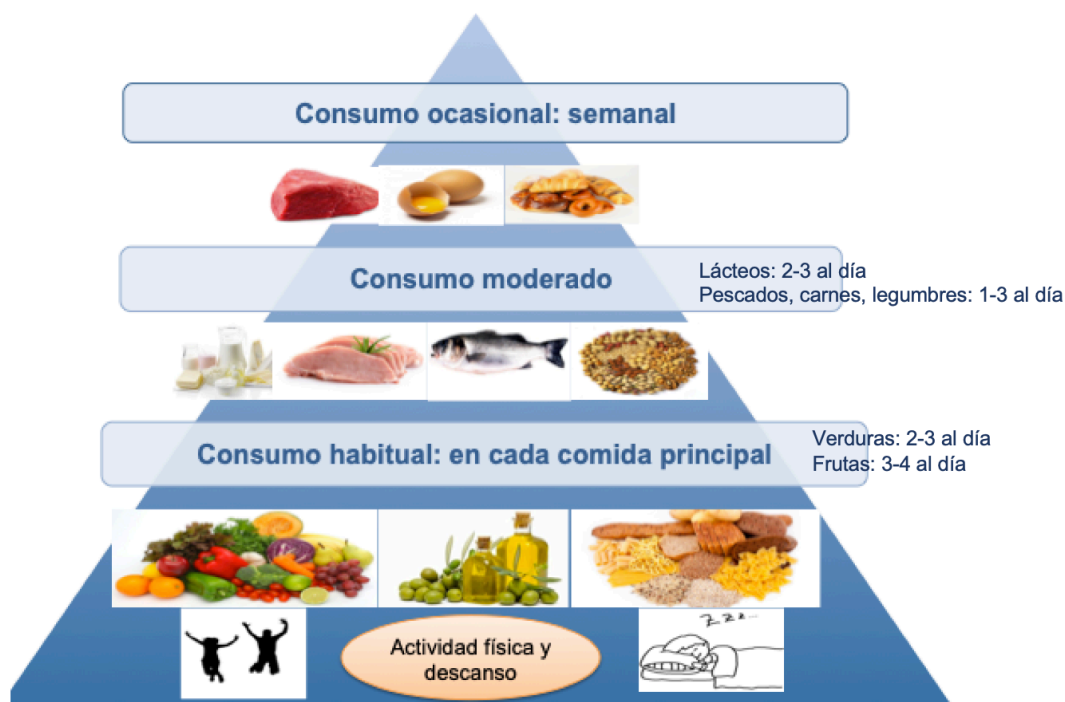 Consumo ocasional: semanal
Consumo moderado
Lácteos: 2-3 al día
Pescados, carnes, legumbres: 1-3 al día
Consumo habitual: en cada comida principal
Verduras: 2-3 al día
Frutas: 3-4 al día
Actividad física y
descanso
zzz...